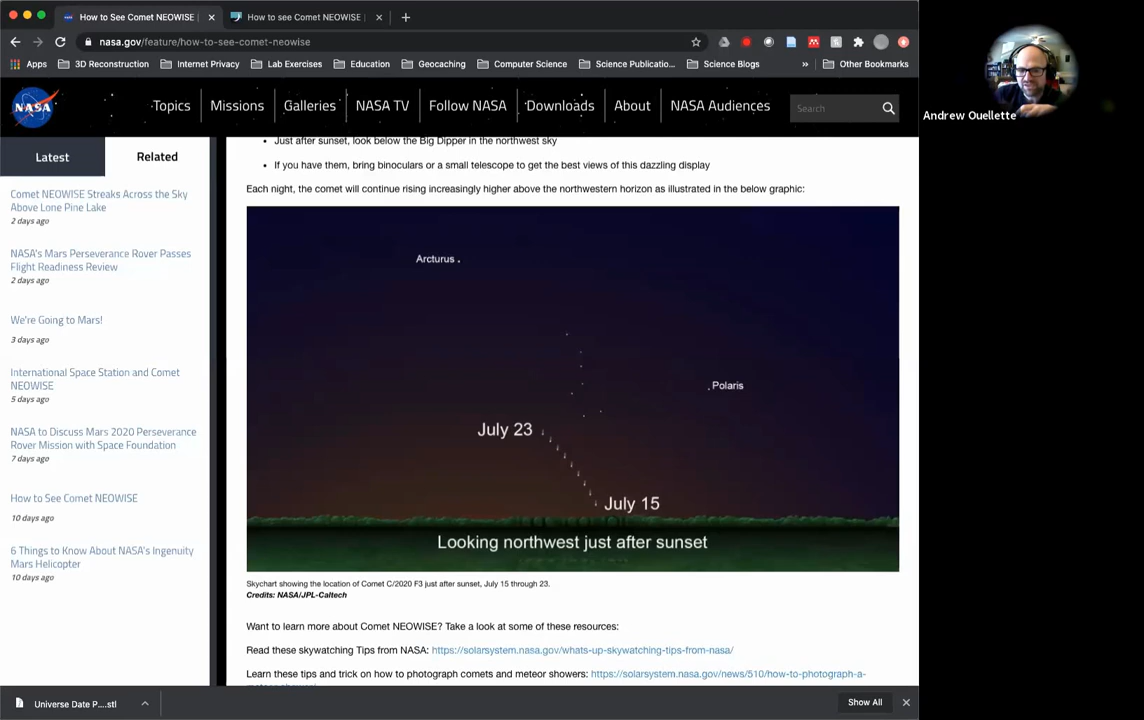 How to See Comet NEOWISE |
How to see Comet NEOWISE |
nasa.gov/feature/how-to-see-comet-neowise
Apps
3D Reconstruction
Internet Privacy
Lab Exercises
Education
Geocaching
Computer Science
Science Publicatio...
Science Blogs
»
Other Bookmarks
Andrew Ouellette
NASA
Topics
Missions
Galleries
NASA TV
Follow NASA
Downloads
About
NASA Audiences
Search
Latest
Related
Comet NEOWISE Streaks Across the Sky
Above Lone Pine Lake
2 days ago
NASA's Mars Perseverance Rover Passes
Flight Readiness Review
2 days ago
We're Going to Mars!
3 days ago
International Space Station and Comet
NEOWISE
5 days ago
NASA to Discuss Mars 2020 Perseverance
Rover Mission with Space Foundation
7 days ago
How to See Comet NEOWISE
10 days ago
6 Things to Know About NASA's Ingenuity
Mars Helicopter
10 days ago
• Just after sunset, look below the Big Dipper in the northwest sky
• If you have them, bring binoculars or a small telescope to get the best views of this dazzling display
Each night, the comet will continue rising increasingly higher above the northwestern horizon as illustrated in the below graphic:
Arcturus
Polaris
July 23
July 15
Looking northwest just after sunset
Skychart showing the location of Comet C/2020 F3 just after sunset, July 15 through 23.
Credits: NASA/JPL-Caltech
Want to learn more about Comet NEOWISE? Take a look at some of these resources:
Read these skywatching Tips from NASA: https://solarsystem.nasa.gov/whats-up-skywatching-tips-from-nasa/
Learn these tips and trick on how to photograph comets and meteor showers: https://solarsystem.nasa.gov/news/510/how-to-photograph-a-
Universe Date P....stl
Show All